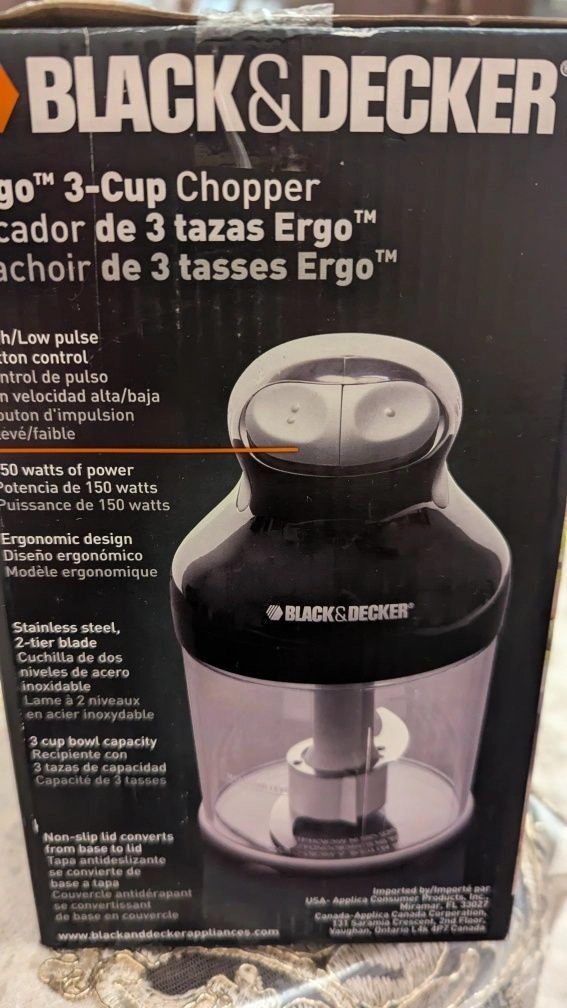 BLACK&DECKER®
go™ 3-Cup Chopper
cador de 3 tazas Ergo™
achoir de 3 tasses Ergo™
h/Low pulse
tton control
ntrol de pulso
n velocidad alta/baja
outon d'impulsion
levé/faible
50 watts of power
Potencia de 150 watts
Puissance de 150 watts
Ergonomic design
Diseño ergonómico
Modèle ergonomique
BLACK&DECKER®
Stainless steel,
2-tier blade
Cuchilla de dos
niveles de acero
inoxidable
Lame à 2 niveaux
en acier inoxydable
3 cup bowl capacity
Recipiente con
3 tazas de capacidad
Capacité de 3 tasses
Non-slip lid converts
from base to lid
Tapa antideslizante
se convierte de
base a tapa
Couvercle antidérapant
se convertissant
de base en couvercle
www.blackanddeckerappliances.com
Imported by/Importé par
USA- Applica Consumer Products, Inc.,
Miramar, FL 33027
Canada-Applica Canada Corporation,
131 Saramia Crescent, 2nd Floor,
Vaughan, Ontario L4K 4P7 Canada